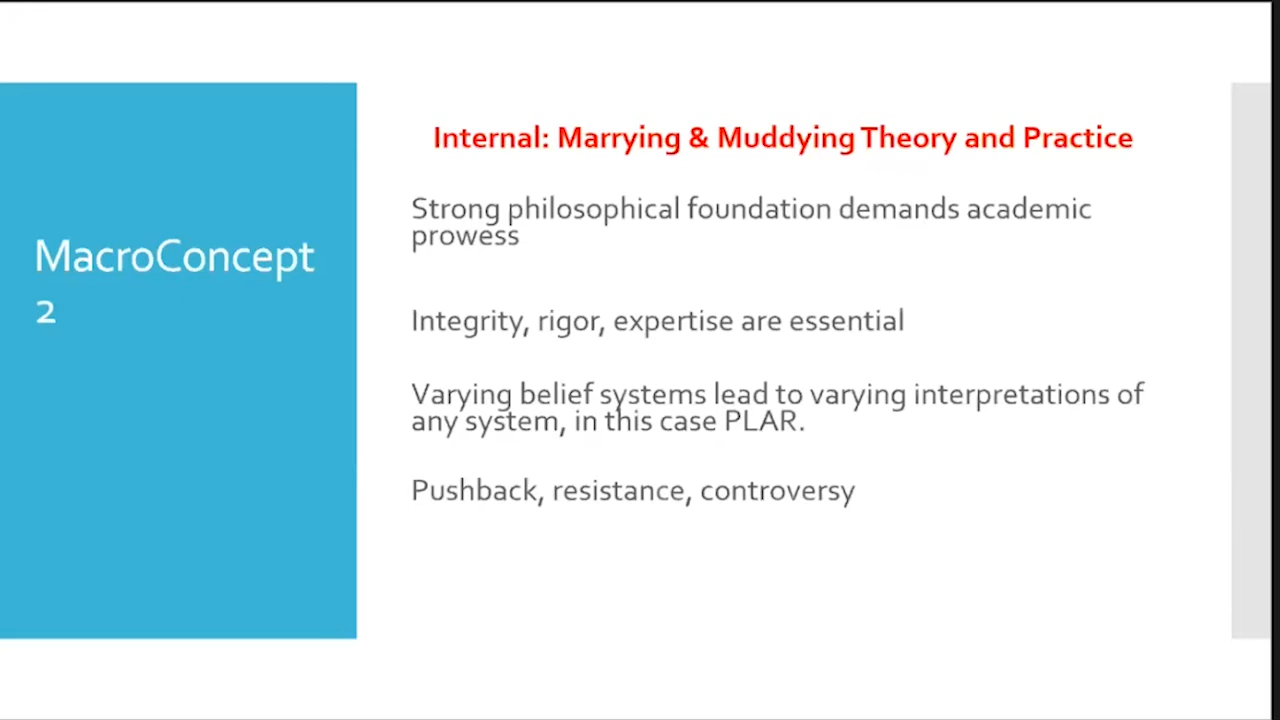 MacroConcept
2
Internal: Marrying & Muddying Theory and Practice
Strong philosophical foundation demands academic
prowess
Integrity, rigor, expertise are essential
Varying belief systems lead to varying interpretations of
any system, in this case PLAR.
Pushback, resistance, controversy